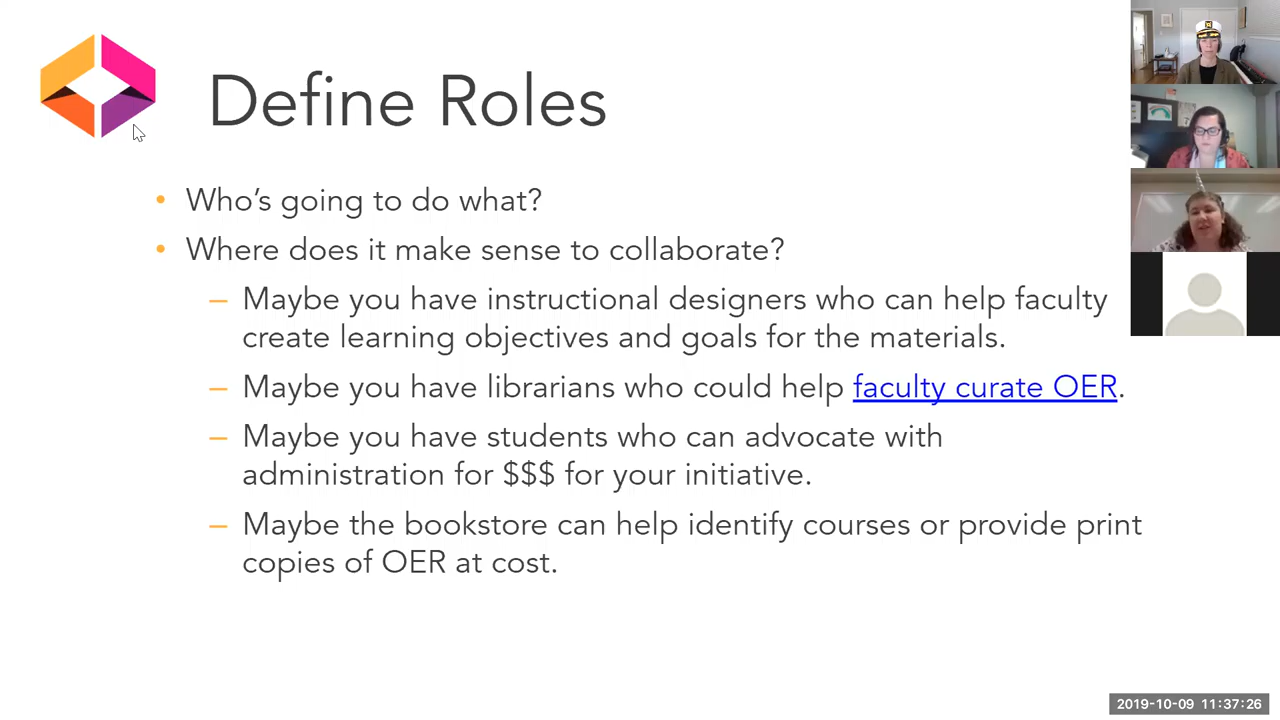 Define Roles
• Who's going to do what?
• Where does it make sense to collaborate?
– Maybe you have instructional designers who can help faculty
create learning objectives and goals for the materials.
– Maybe you have librarians who could help faculty curate OER.
– Maybe you have students who can advocate with
administration for $$$ for your initiative.
– Maybe the bookstore can help identify courses or provide print
copies of OER at cost.
2019-10-09 11:37:26